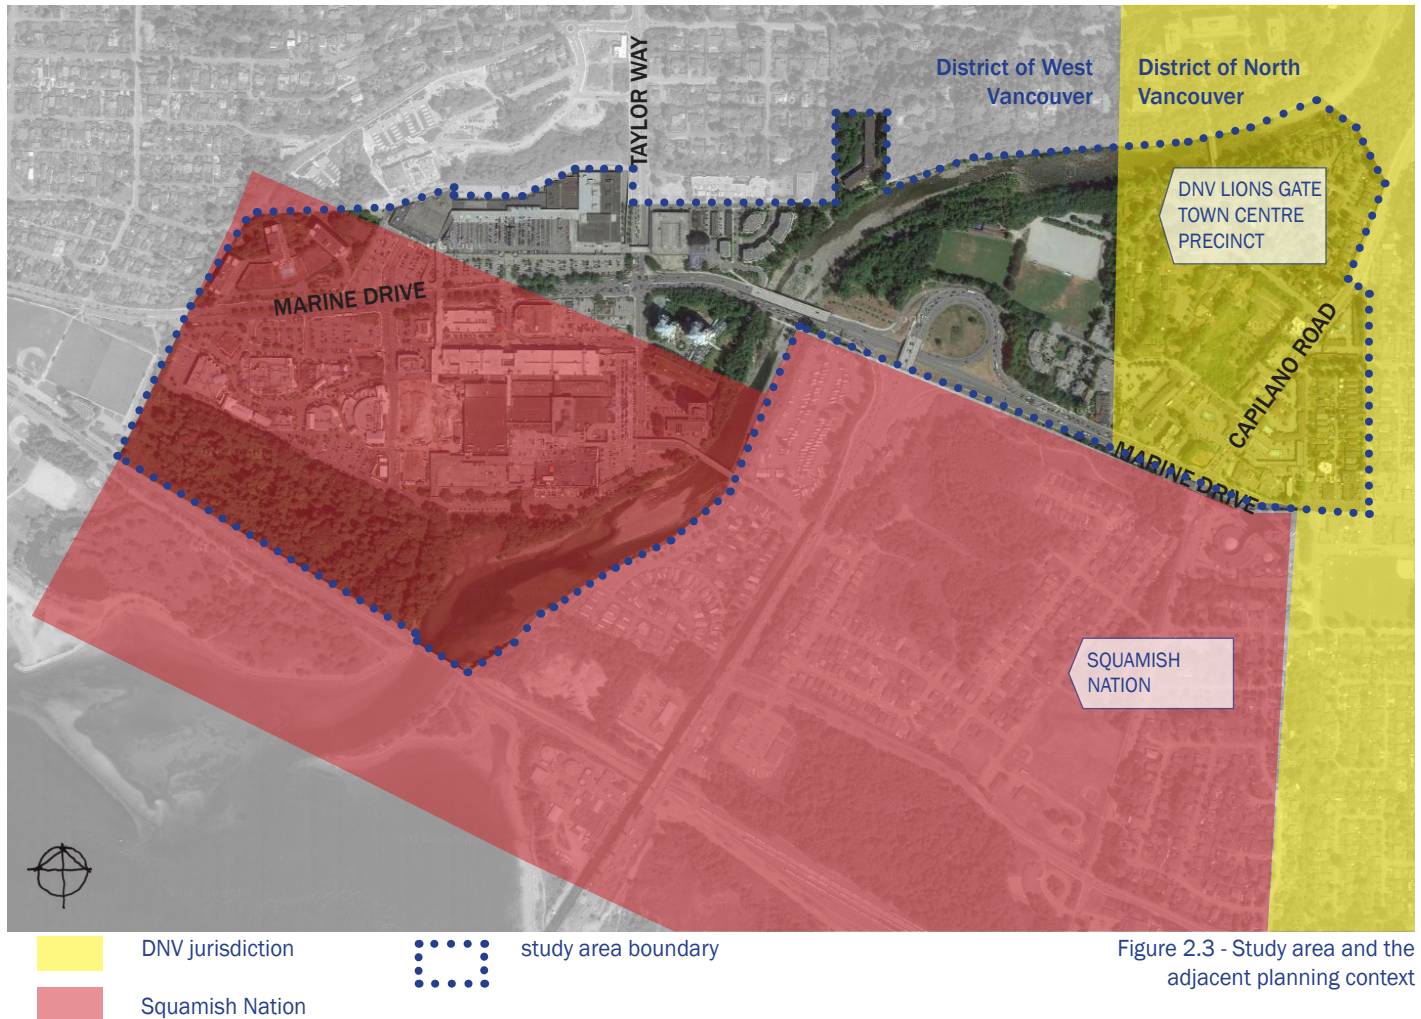 TAYLOR WAY
District of West
Vancouver
District of North
Vancouver
DNV LIONS GATE
TOWN CENTRE
PRECINCT
MARINE DRIVE
CAPILANO ROAD
MARINE DRIVE
SQUAMISH
NATION
DNV jurisdiction
study area boundary
Squamish Nation
Figure 2.3 - Study area and the
adjacent planning context